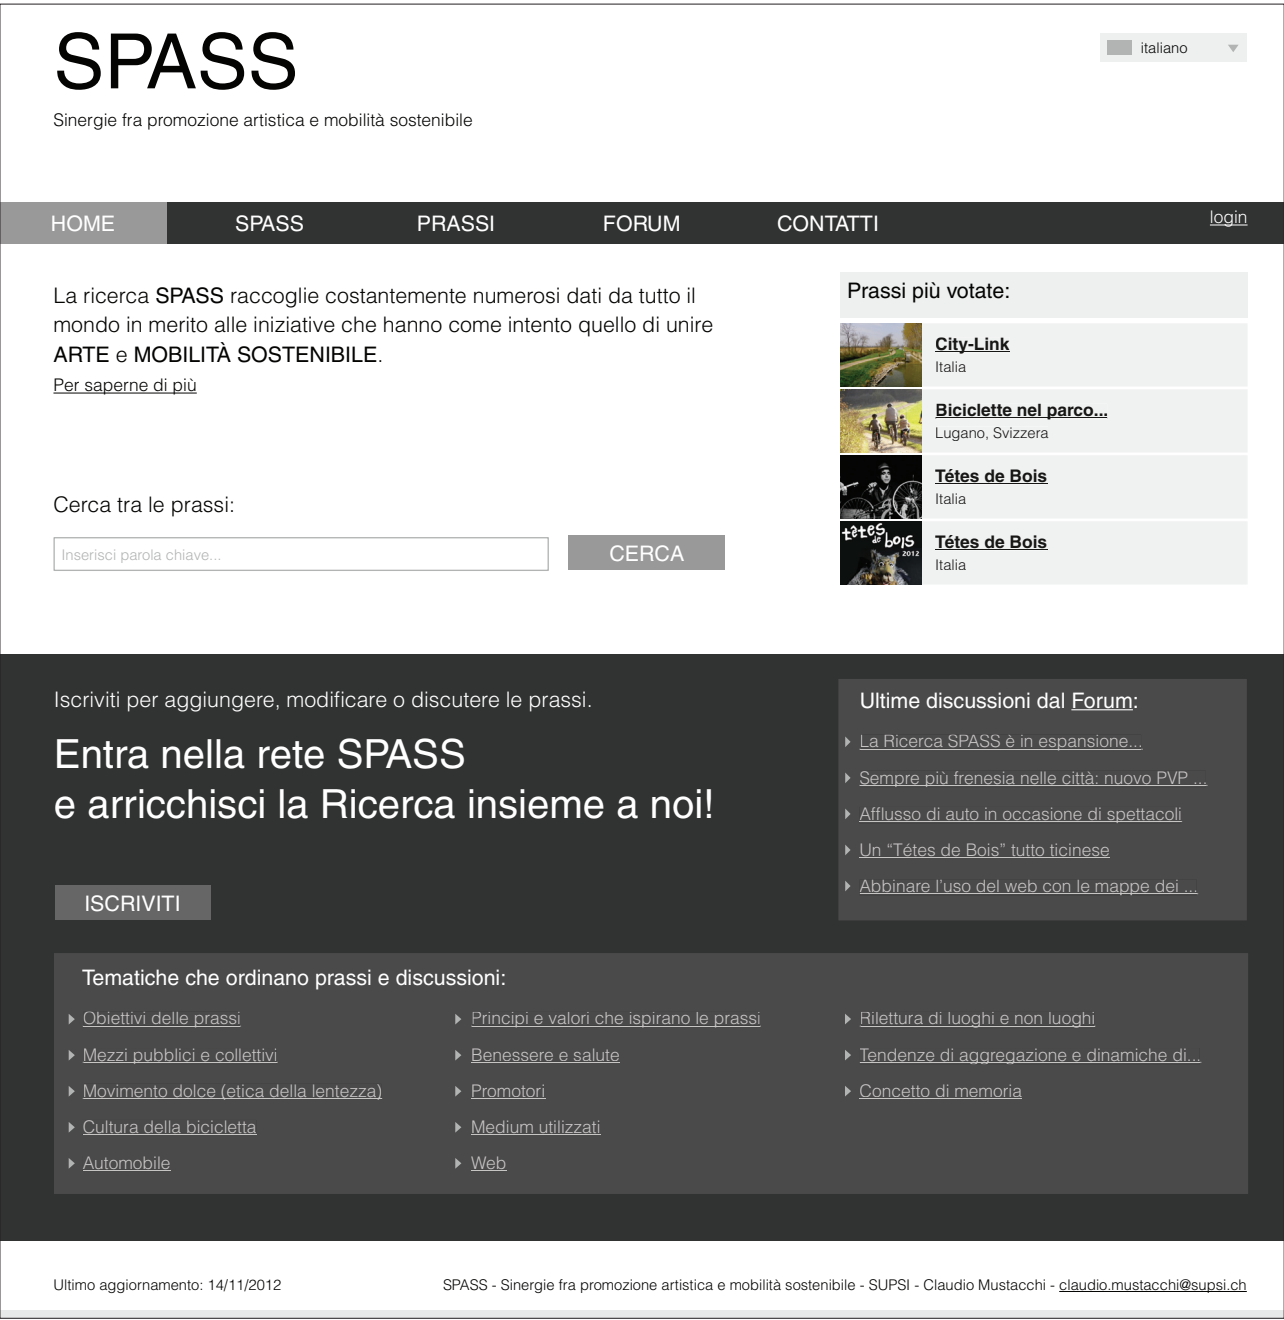 SPASS
italiano
Sinergie fra promozione artistica e mobilità sostenibile
HOME SPASS PRASSI FORUM CONTATTI login
La ricerca SPASS raccoglie costantemente numerosi dati da tutto il
mondo in merito alle iniziative che hanno come intento quello di unire
ARTE e MOBILITÀ SOSTENIBILE.
Per saperne di più
Cerca tra le prassi:
Inserisci parola chiave...
CERCA
Prassi più votate:
City-Link
Italia
Biciclette nel parco...
Lugano, Svizzera
Tétes de Bois
Italia
têtes
de bois
2012
Tétes de Bois
Italia
Iscriviti per aggiungere, modificare o discutere le prassi.
Entra nella rete SPASS
e arricchisci la Ricerca insieme a noi!
ISCRIVITI
Ultime discussioni dal Forum:
La Ricerca SPASS è in espansione...
Sempre più frenesia nelle città: nuovo PVP ...
Afflusso di auto in occasione di spettacoli
Un “Tétes de Bois” tutto ticinese
Abbinare l’uso del web con le mappe dei ...
Tematiche che ordinano prassi e discussioni:
Obiettivi delle prassi
Mezzi pubblici e collettivi
Movimento dolce (etica della lentezza)
Cultura della bicicletta
Automobile
Principi e valori che ispirano le prassi
Benessere e salute
Promotori
Medium utilizzati
Web
Rilettura di luoghi e non luoghi
Tendenze di aggregazione e dinamiche di...
Concetto di memoria
Ultimo aggiornamento: 14/11/2012
SPASS - Sinergie fra promozione artistica e mobilità sostenibile - SUPSI - Claudio Mustacchi - claudio.mustacchi@supsi.ch